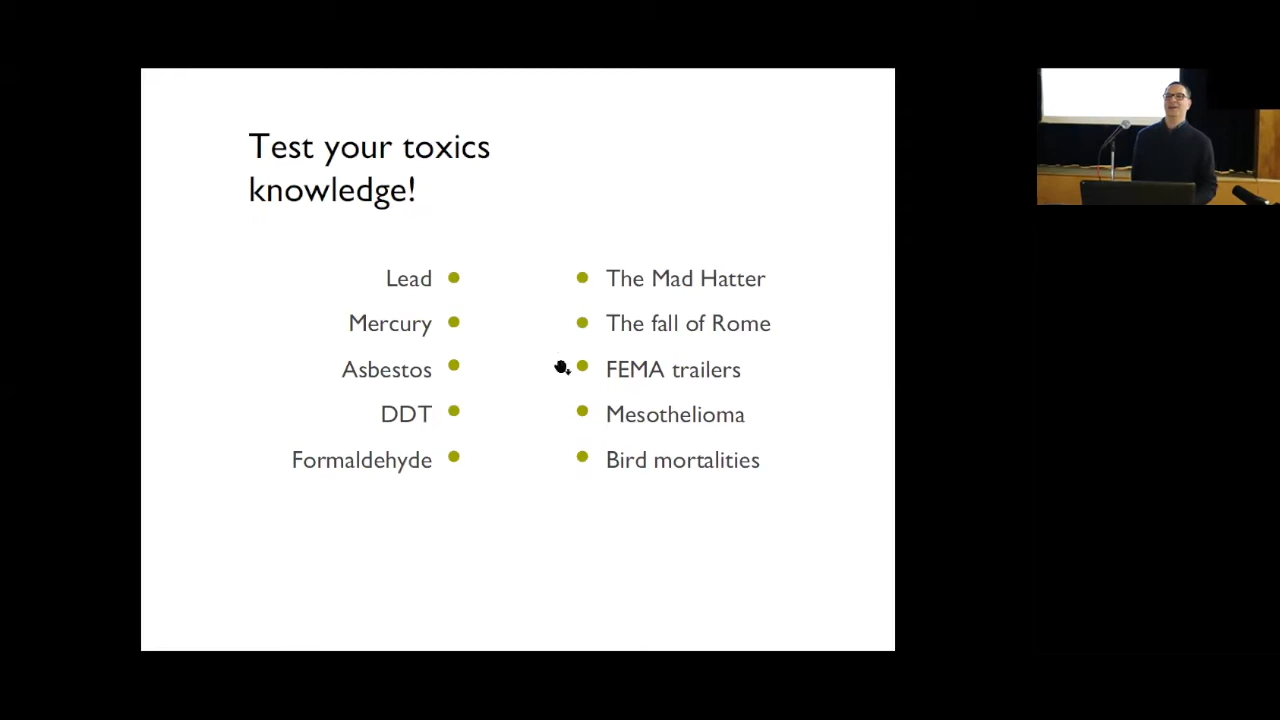 Test your toxics
knowledge!
Lead
The Mad Hatter
Mercury
The fall of Rome
Asbestos
FEMA trailers
DDT
Mesothelioma
Formaldehyde
Bird mortalities